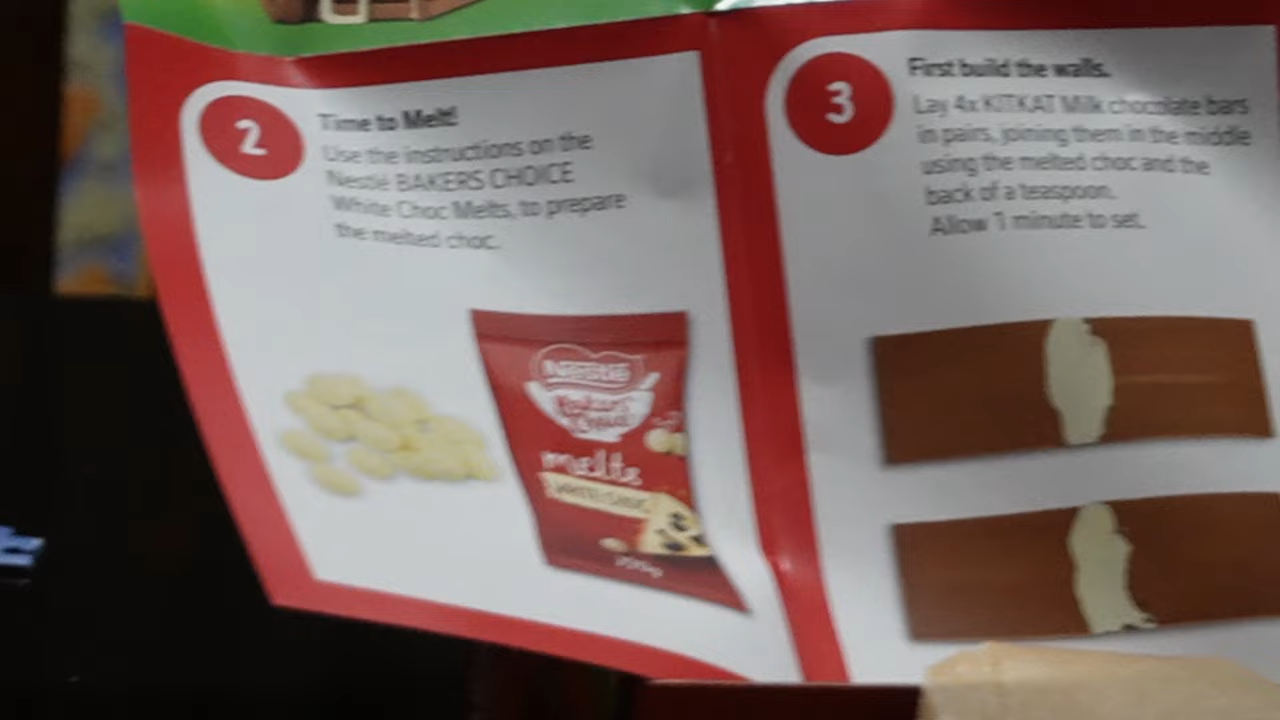 2
Time to Melt!
Use the instructions on the
Nestlé BAKERS CHOICE
White Choc Melts, to prepare
the melted choc.
Nestlé
Bakers'
Choice
melts
WHITE CHOC
3
First build the walls.
Lay 4x KITKAT Milk chocolate bars
in pairs, joining them in the middle
using the melted choc and the
back of a teaspoon.
Allow 1 minute to set.